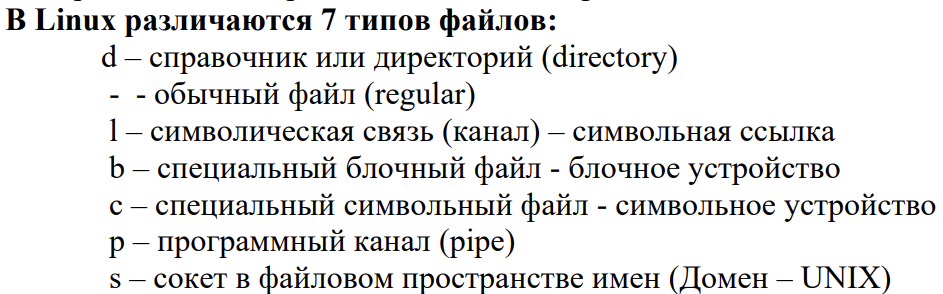 В Linux различаются 7 типов файлов:
d – справочник или директорий (directory)
- - обычный файл (regular)
l – символическая связь (канал) – символьная ссылка
b – специальный блочный файл - блочное устройство
c – специальный символьный файл - символьное устройство
p – программный канал (pipe)
s – сокет в файловом пространстве имен (Домен – UNIX)